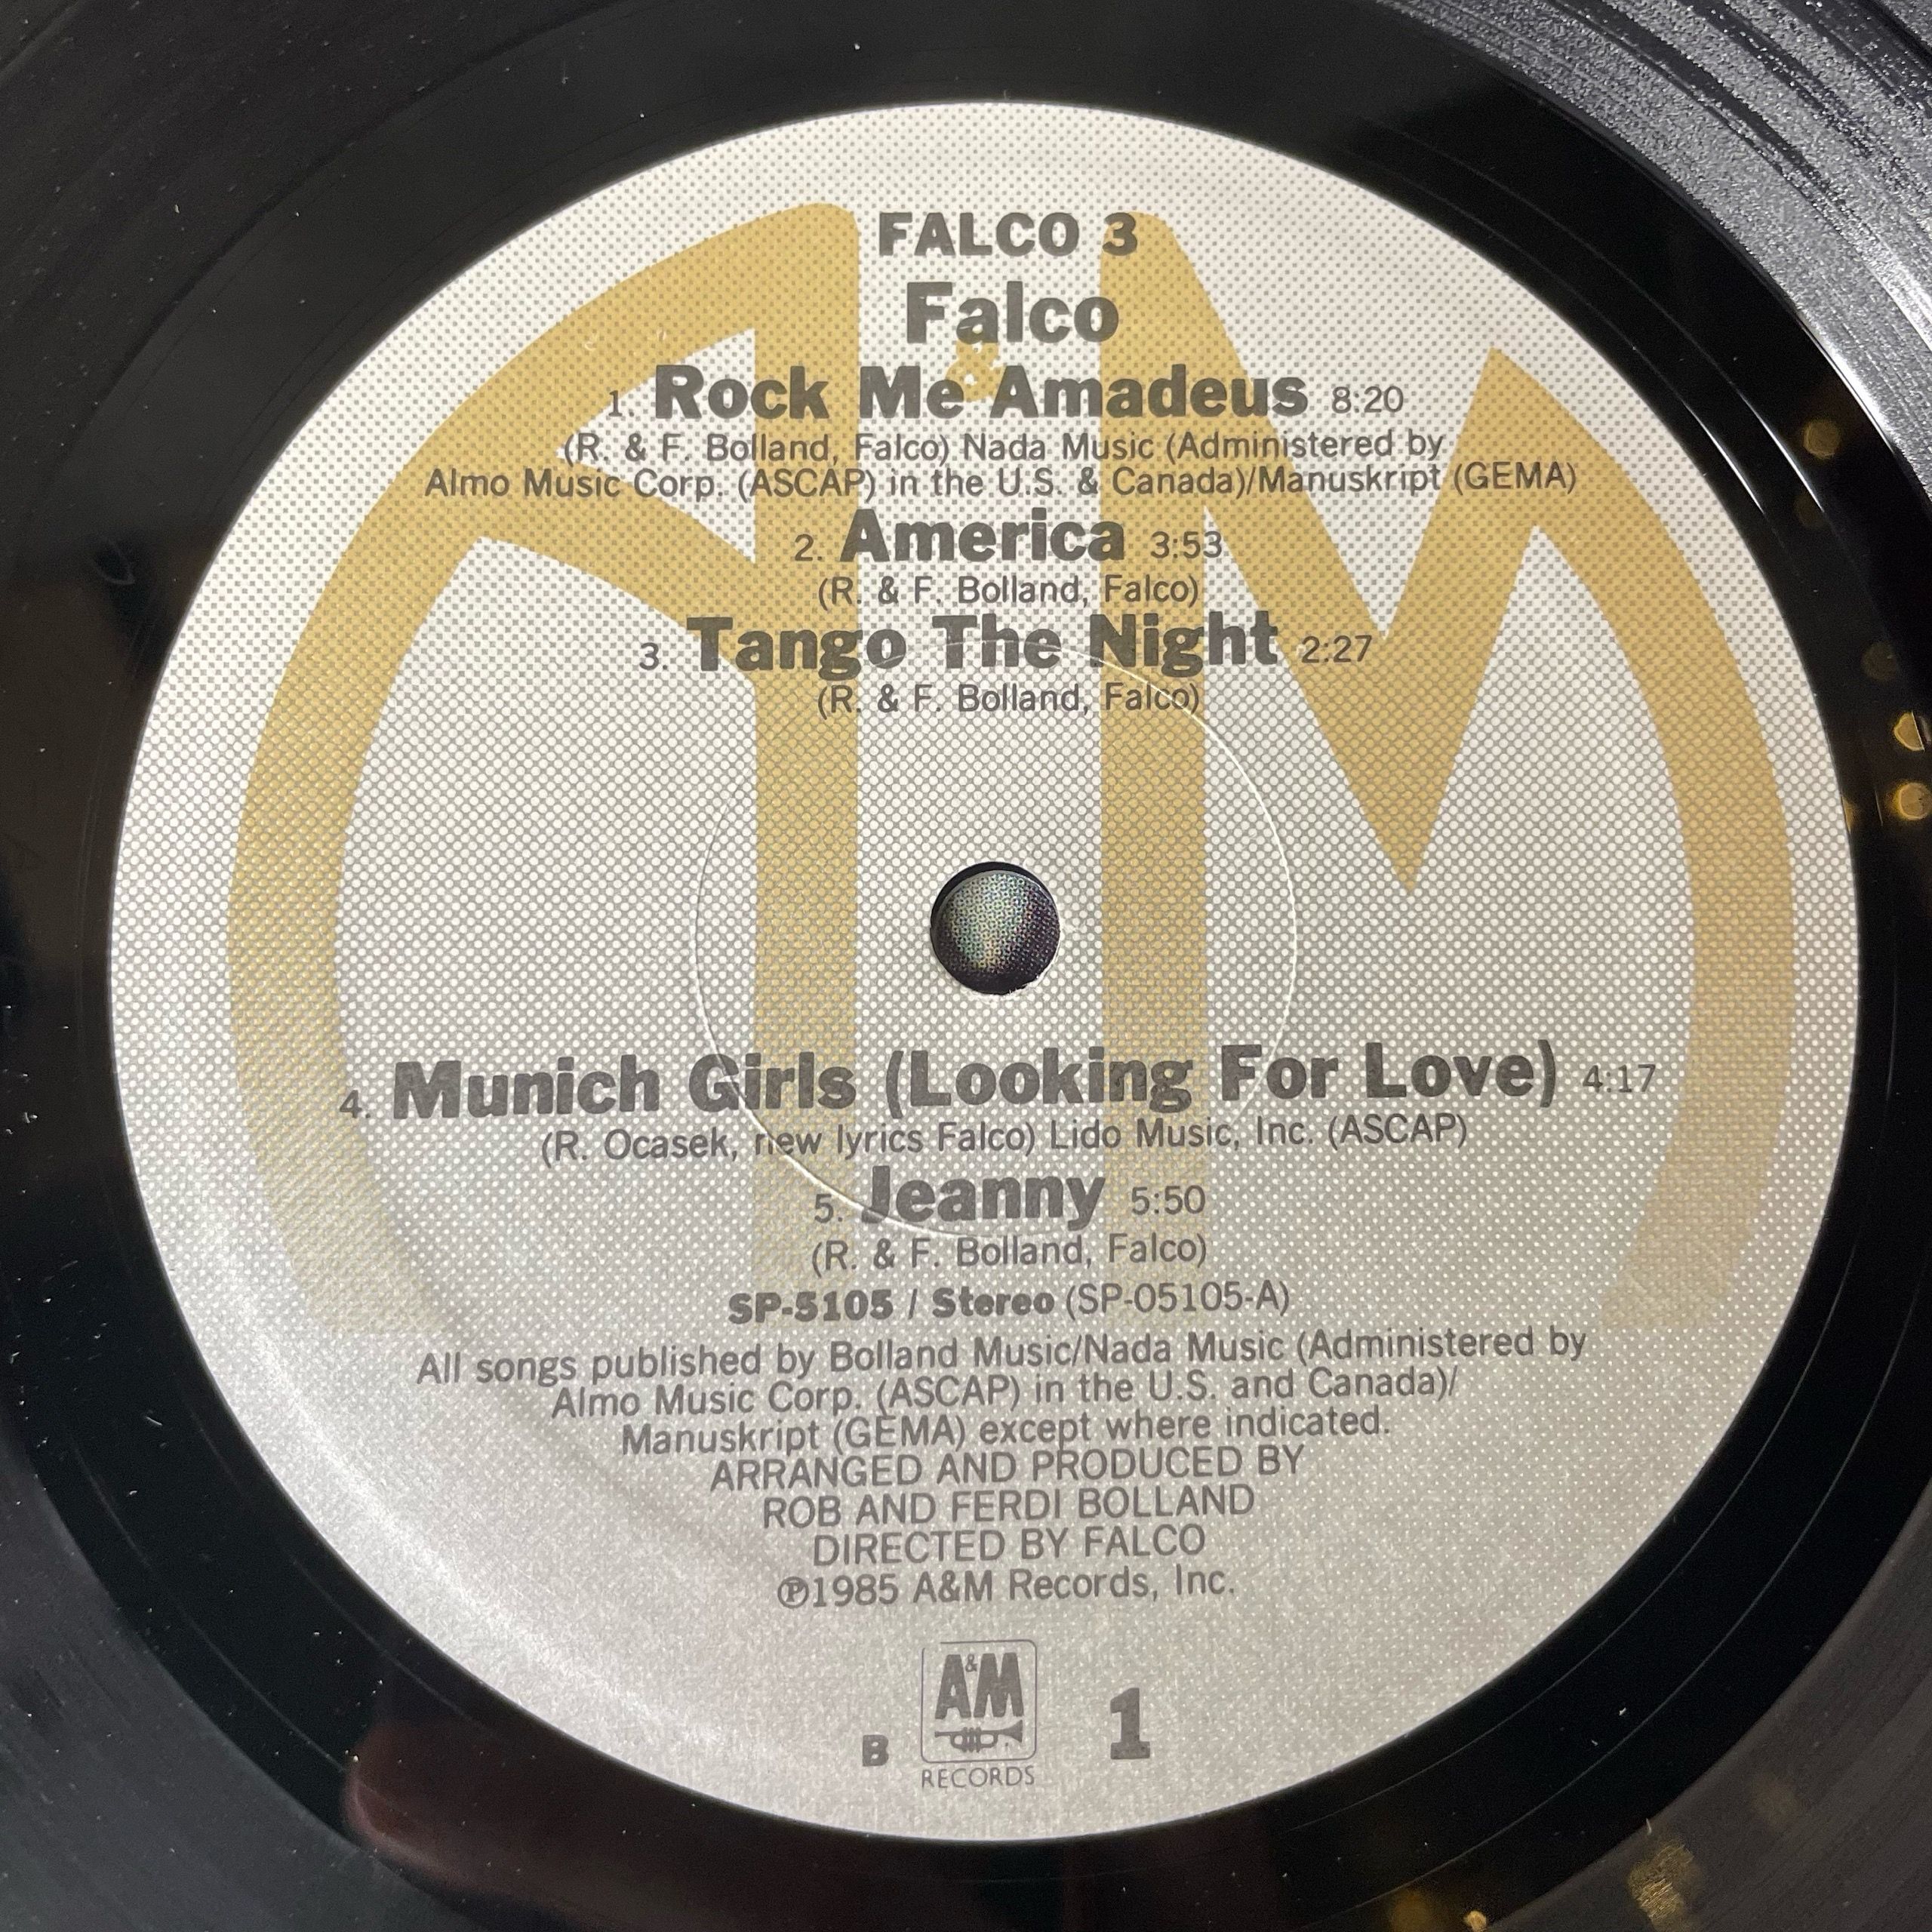 FALCO 3
Falco
1. Rock Me Amadeus 8:20
(R. & F. Bolland, Falco) Nada Music (Administered by
Almo Music Corp. (ASCAP) in the U.S. & Canada)/Manuskript (GEMA)
2. America 3:53
(R. & F. Bolland, Falco)
3. Tango The Night 2:27
(R. & F. Bolland, Falco)
4. Munich Girls (Looking For Love) 4:17
(R. Ocasek, new lyrics Falco) Lido Music, Inc. (ASCAP)
5. Jeanny 5:50
(R. & F. Bolland, Falco)
SP-5105 / Stereo (SP-05105-A)
All songs published by Bolland Music/Nada Music (Administered by
Almo Music Corp. (ASCAP) in the U.S. and Canada)/
Manuskript (GEMA) except where indicated.
ARRANGED AND PRODUCED BY
ROB AND FERDI BOLLAND
DIRECTED BY FALCO
℗1985 A&M Records, Inc.
A&M
B 1
RECORDS
A&M